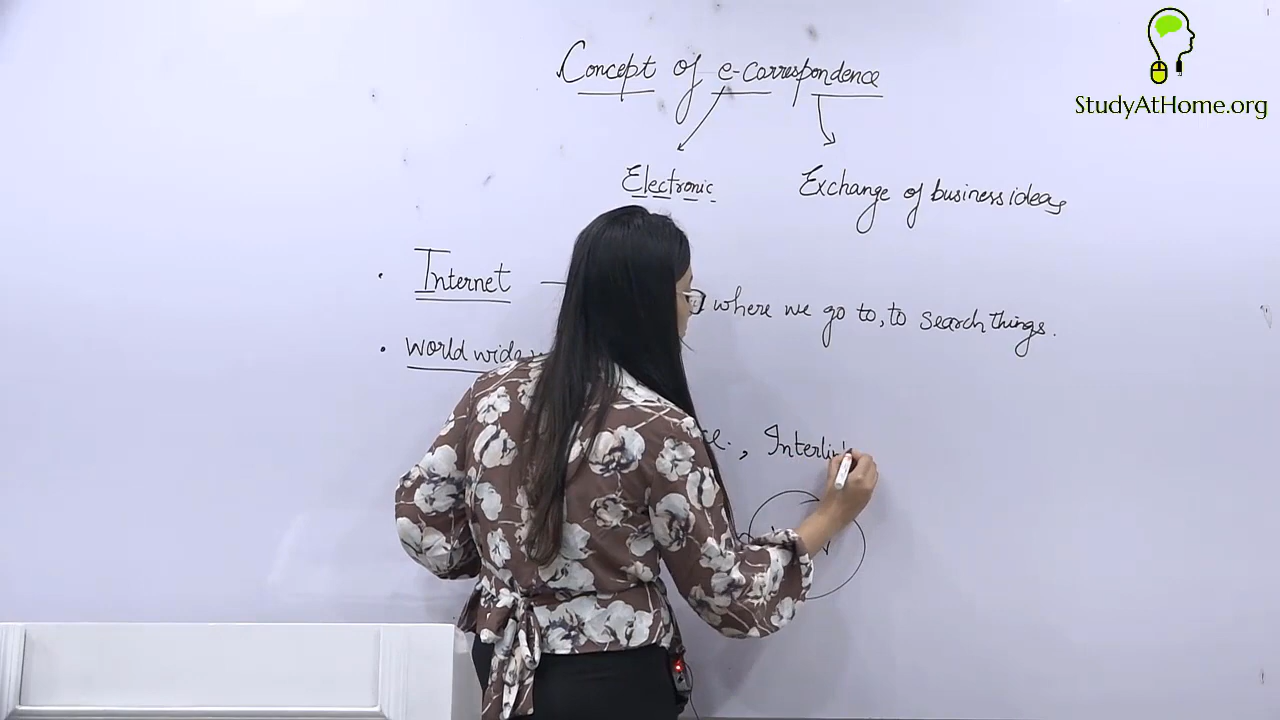 StudyAtHome.org
Concept of e-correspondence
Electronic Exchange of business ideas
• Internet — where we go to, to search things.
• world wide
, Interlin